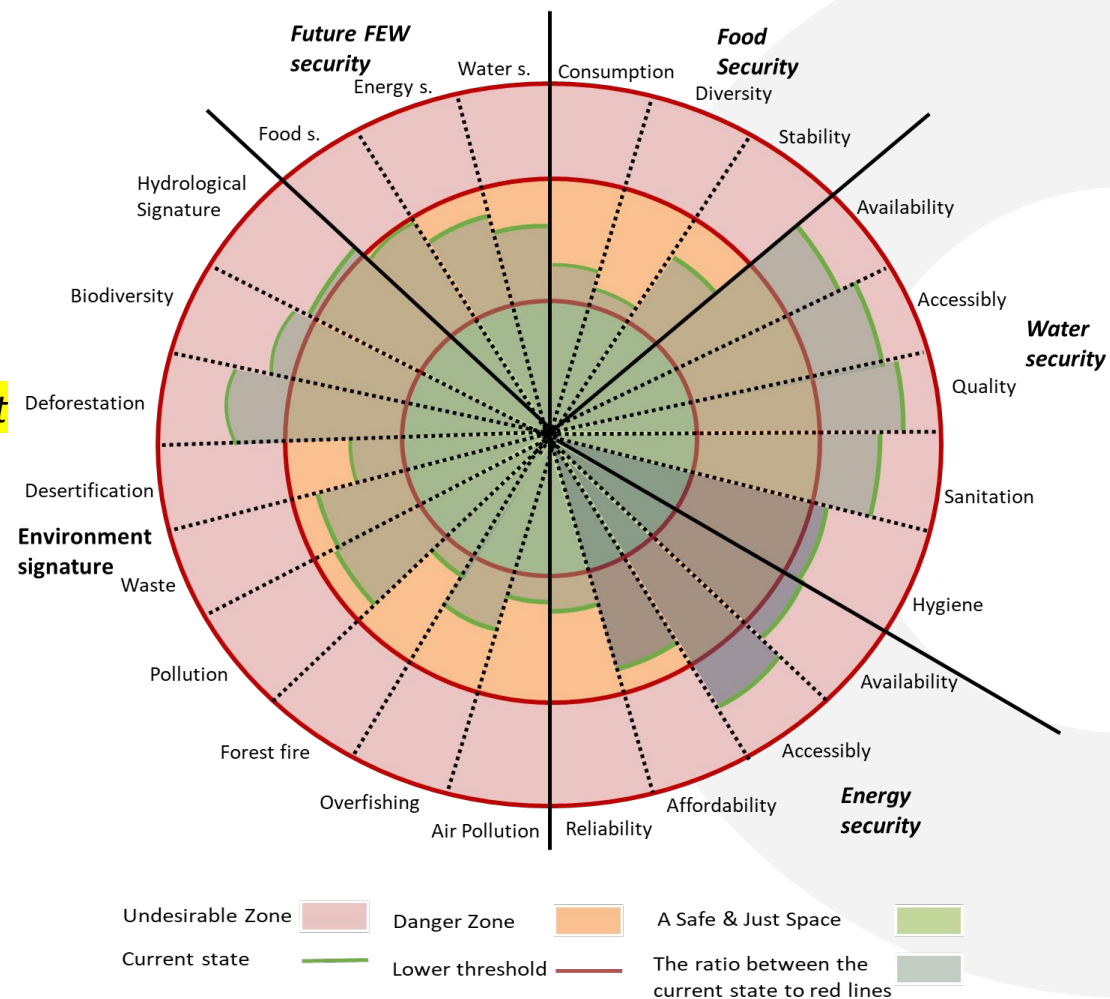 Future FEW
security
Food
Security
Water s.
Consumption
Energy s.
Diversity
Food s.
Stability
Hydrological
Signature
Availability
Biodiversity
Accessibly
Water
security
Quality
t
Deforestation
Desertification
Sanitation
Environment
signature
Waste
Hygiene
Pollution
Availability
Forest fire
Accessibly
Overfishing
Affordability
Energy
security
Air Pollution
Reliability
Undesirable Zone
Danger Zone
A Safe & Just Space
Current state
Lower threshold
The ratio between the
current state to red lines